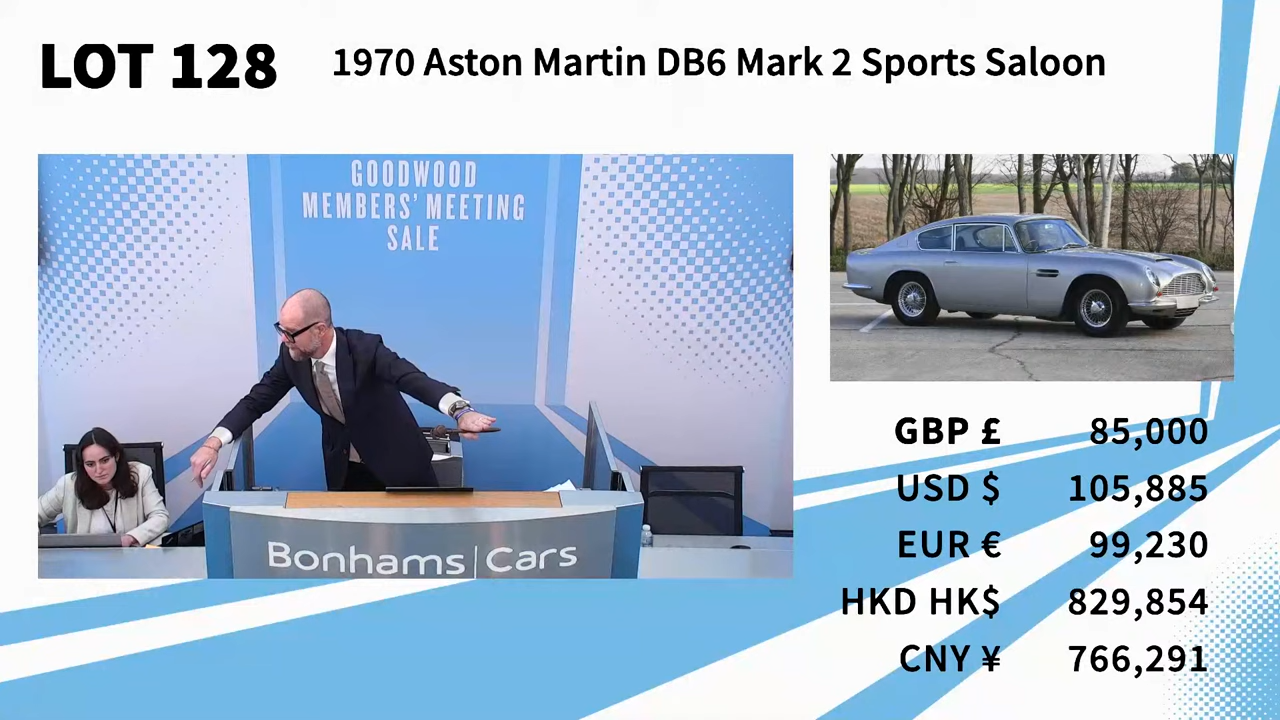 LOT 128 1970 Aston Martin DB6 Mark 2 Sports Saloon
GOODWOOD
MEMBERS' MEETING
SALE
Bonhams|Cars
GBP £ 85,000
USD $ 105,885
EUR € 99,230
HKD HK$ 829,854
CNY ¥ 766,291